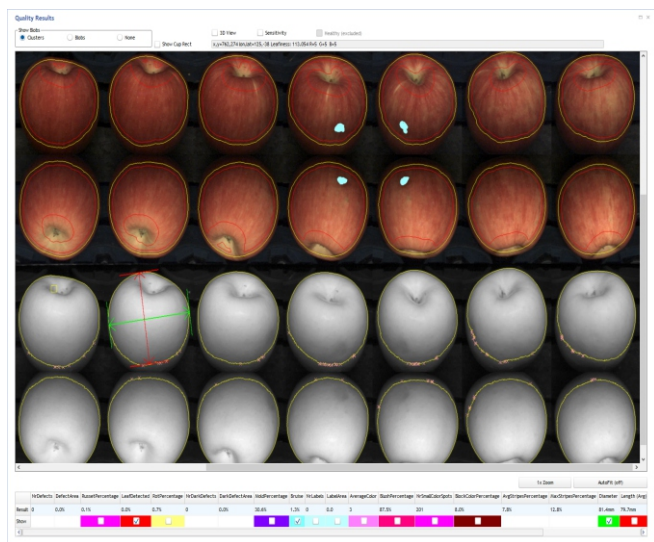 Quality Results
Show Blobs
Clusters
Blobs
None
Show Cup Rect
3D View
Sensitivity
Healthy (excluded)
1x Zoom
AutoFit (off)
NrDefects DefectArea RussetPercentage LeafDetected RotPercentage NrDarkDefects DarkDefectArea MoldPercentage Bruise NrLabels LabelArea AverageColor BlushPercentage NrSmallColorSpots BlockColorPercentage AvgStripesPercentage MaxStripesPercentage Diameter Length (Avg)
Result 0 0.0% 0.1% 0.0% 0.7% 0 0.0% 30.6% 1.3% 0 0.0 3 87.5% 201 8.0% 7.8% 12.8% 81.4mm 79.7mm
Show